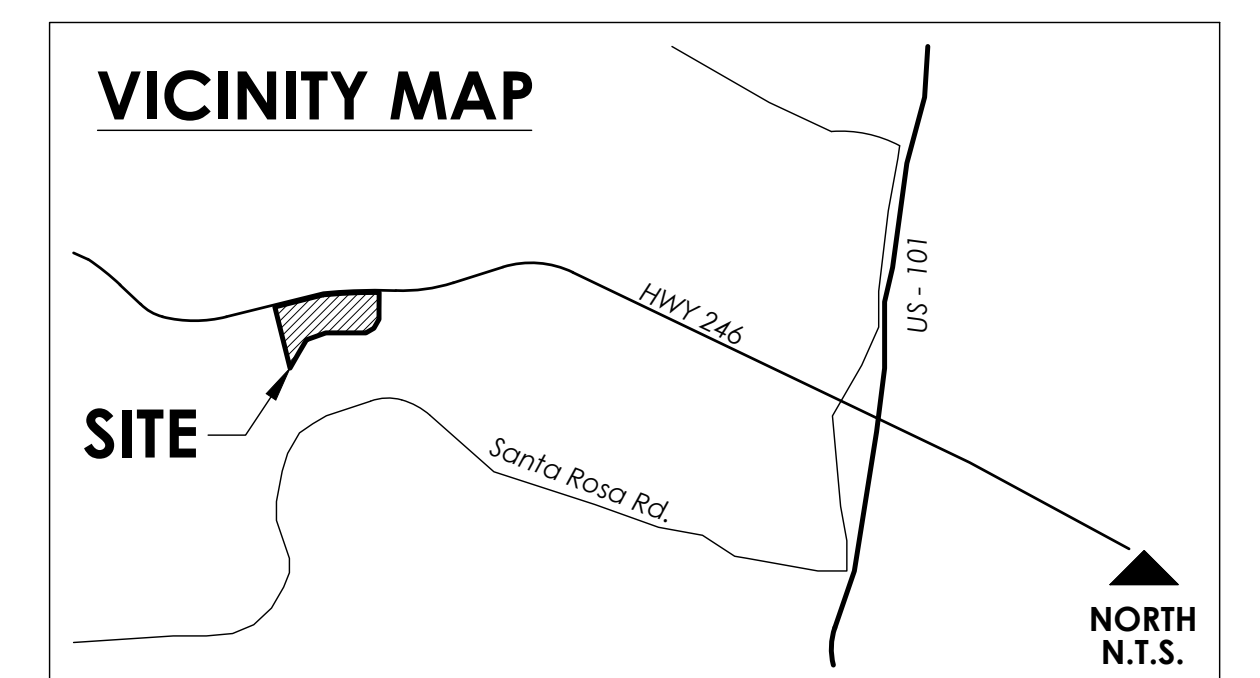 VICINITY MAP
US - 101
HWY 246
SITE
Santa Rosa Rd.
NORTH
N.T.S.